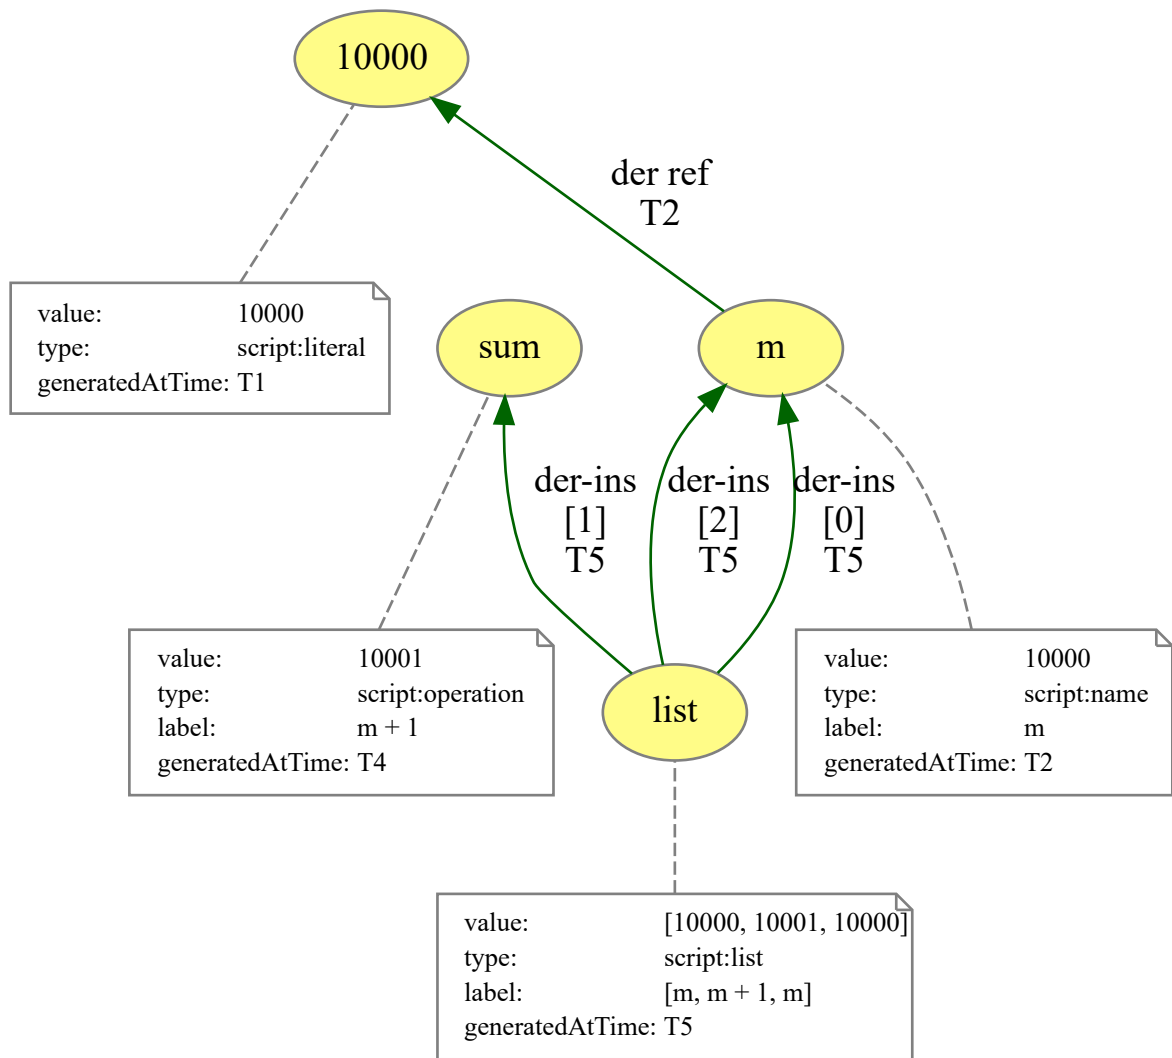 10000
der ref
T2
value: 10000
type: script:literal
generatedAtTime: T1
sum
m
der-ins
[1]
T5
der-ins
[2]
T5
der-ins
[0]
T5
value: 10001
type: script:operation
label: m + 1
generatedAtTime: T4
list
value: 10000
type: script:name
label: m
generatedAtTime: T2
value: [10000, 10001, 10000]
type: script:list
label: [m, m + 1, m]
generatedAtTime: T5